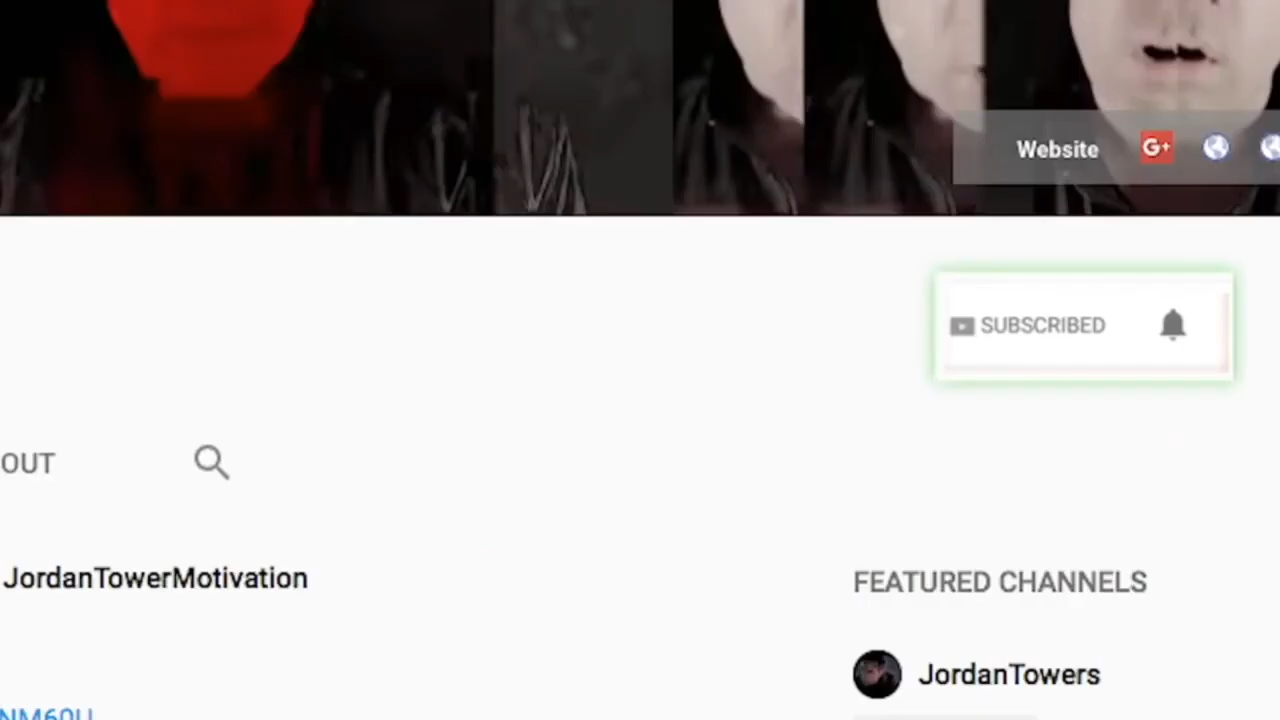 Website G+
SUBSCRIBED
OUT
JordanTowerMotivation
FEATURED CHANNELS
JordanTowers